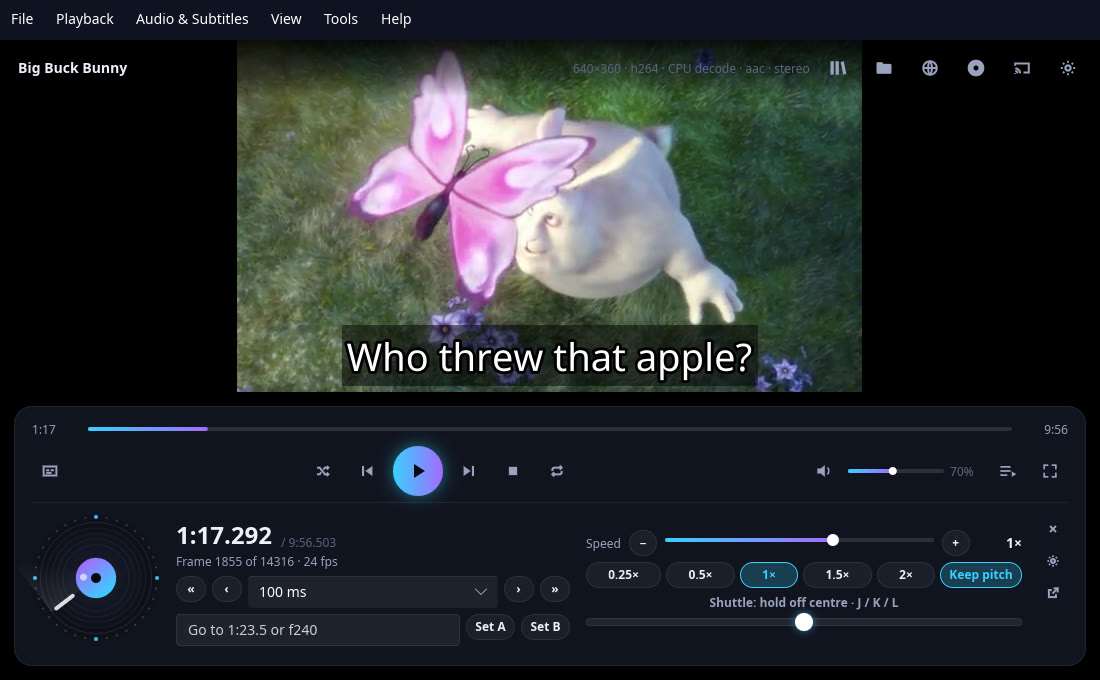 File Playback Audio & Subtitles View Tools Help
Big Buck Bunny
640×360 · h264 · CPU decode · aac · stereo
Who threw that apple?
1:17
9:56
70%
1:17.292 / 9:56.503
Frame 1855 of 14316 · 24 fps
« ‹ 100 ms › »
Go to 1:23.5 or f240 Set A Set B
Speed − + 1×
0.25× 0.5× 1× 1.5× 2× Keep pitch
Shuttle: hold off centre · J / K / L